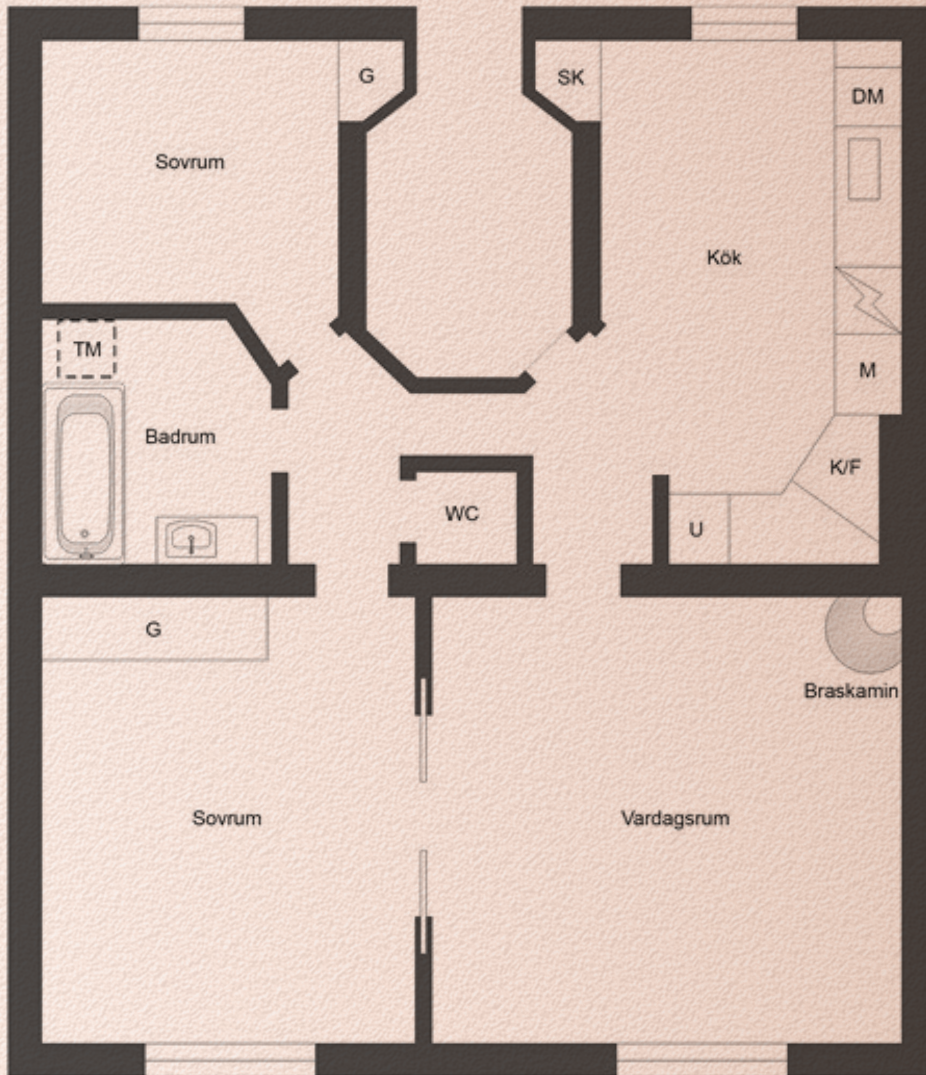 G
SK
DM
Sovrum
Kök
TM
M
Badrum
K/F
WC
U
G
Braskamin
Sovrum
Vardagsrum